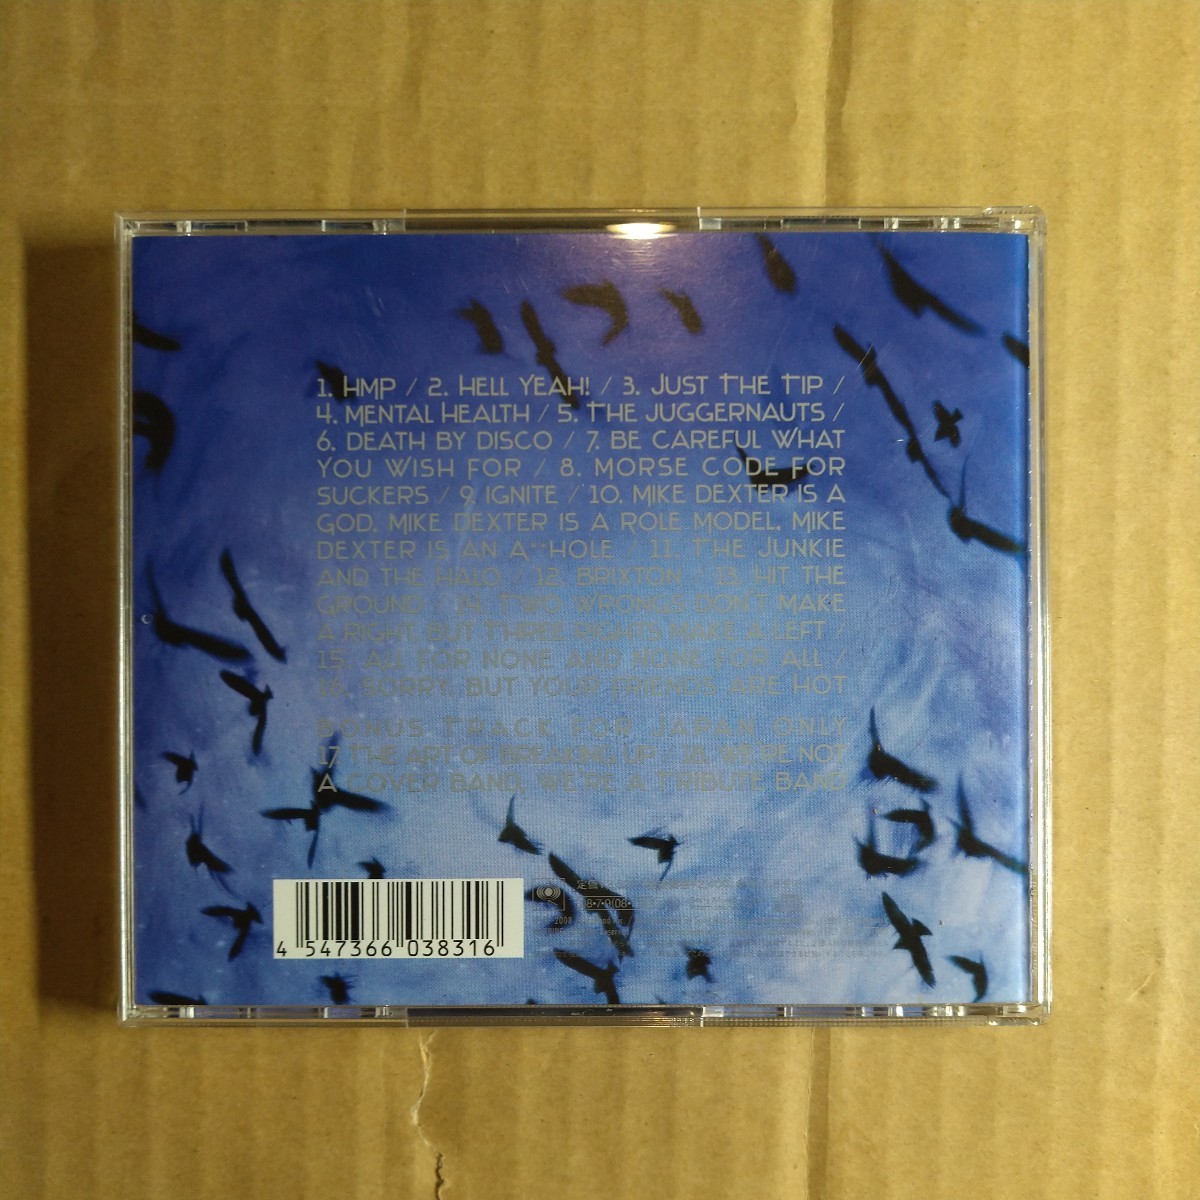 1. HMP / 2. HELL YEAH! / 3. JUST THE TIP /
4. MENTAL HEALTH / 5. THE JUGGERNAUTS /
6. DEATH BY DISCO / 7. BE CAREFUL WHAT
YOU WISH FOR / 8. MORSE CODE FOR
SUCKERS / 9. IGNITE / 10. MIKE DEXTER IS A
GOD, MIKE DEXTER IS A ROLE MODEL, MIKE
DEXTER IS AN A**HOLE / 11. THE JUNKIE
AND THE HALO / 12. BRIXTON / 13. HIT THE
GROUND / 14. TWO WRONGS DON'T MAKE
A RIGHT, BUT THREE RIGHTS MAKE A LEFT /
15. ALL FOR NONE AND NONE FOR ALL /
16. SORRY, BUT YOUR FRIENDS ARE HOT
BONUS TRACK FOR JAPAN ONLY
17. THE ART OF BREAKING UP / 18. WE'RE NOT
A COVER BAND, WE'RE A TRIBUTE BAND
4 547366 038316
定価
2008